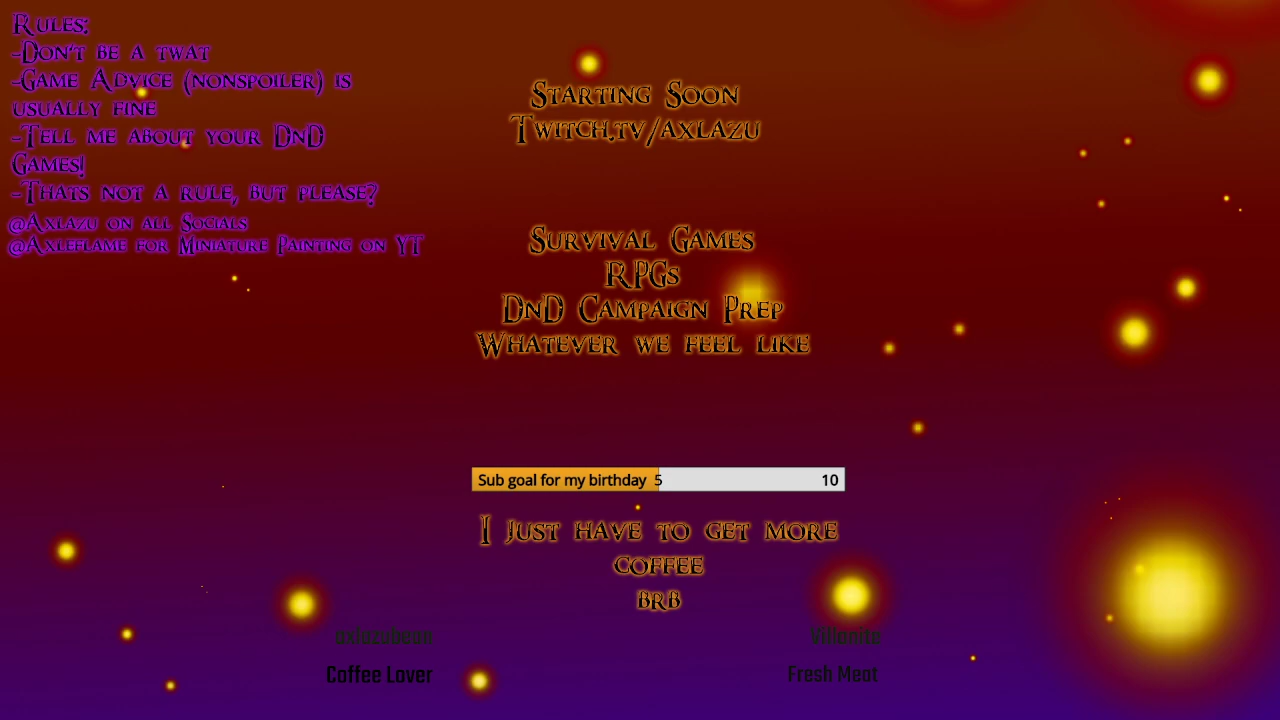 Rules:
-Don't be a twat
-Game Advice (nonspoiler) is
usually fine
-Tell me about your DnD
Games!
-Thats not a rule, but please?
@Axlazu on all Socials
@Axleflame for Miniature Painting on YT
Starting Soon
Twitch.tv/axlazu
Survival Games
RPGs
DnD Campaign Prep
Whatever we feel like
Sub goal for my birthday 5 10
I just have to get more
coffee
brb
axlazubean Villanito
Coffee Lover Fresh Meat